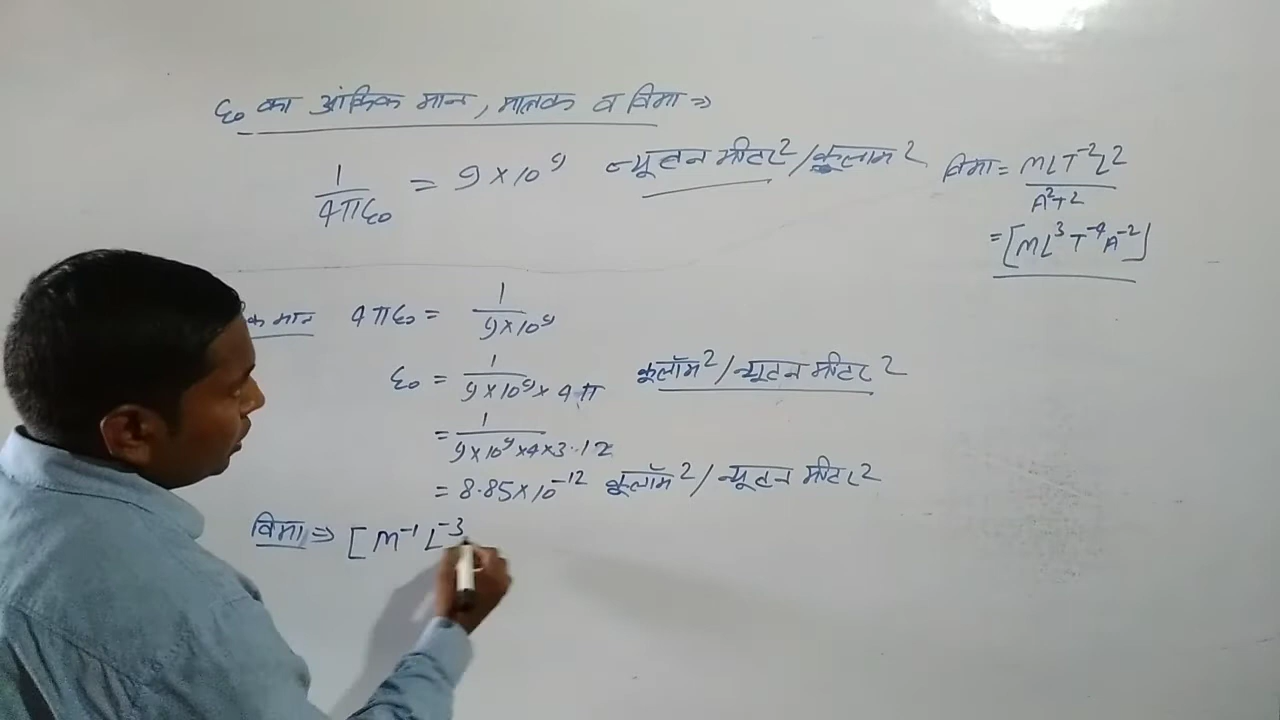 ε₀ का आंकिक मान, मात्रक व विमा ⇒
1/4πε₀ = 9 × 10⁹ न्यूटन मीटर²/कूलाम²
विमा = MLT⁻²L²/A²T²
= [ML³T⁻⁴A⁻²]
क मान 4πε₀ = 1/9×10⁹
ε₀ = 1/9×10⁹×4π कूलॉम²/न्यूटन मीटर²
= 1/9×10⁹×4×3.12
= 8.85×10⁻¹² कूलॉम²/न्यूटन मीटर²
विमा ⇒ [M⁻¹L⁻³